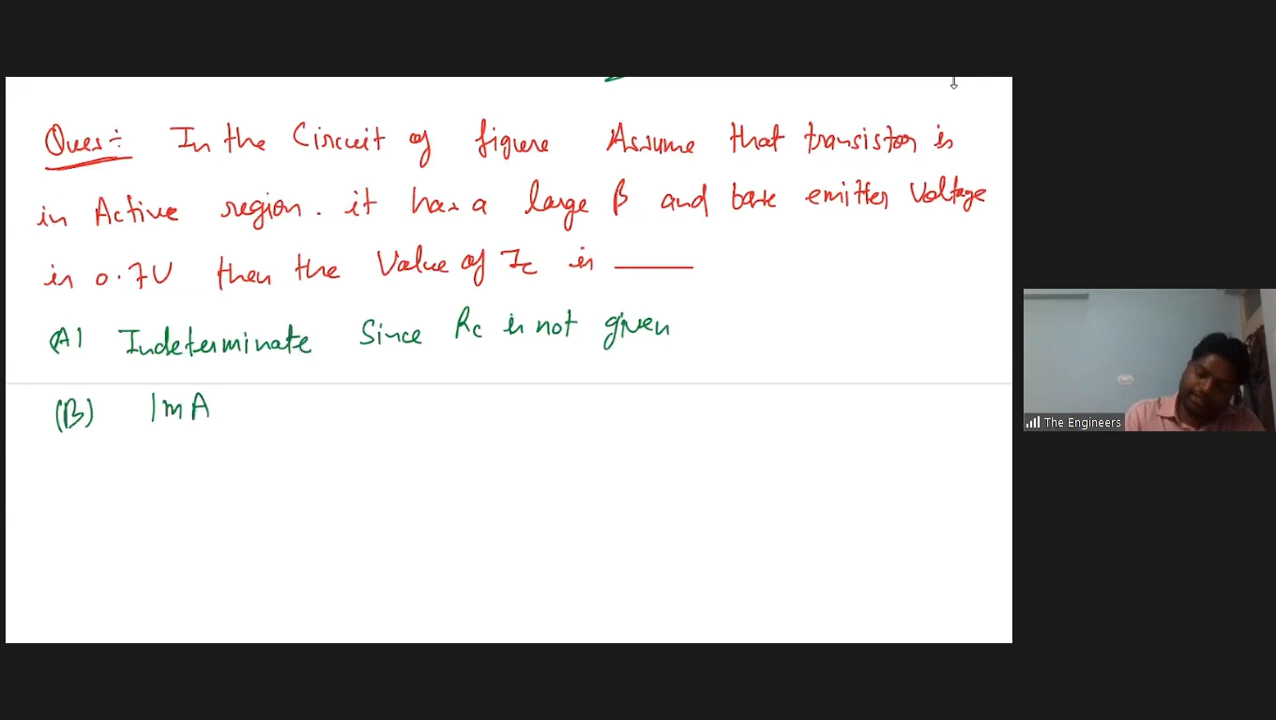 Ques:- In the Circuit of figure Assume that transistor is
in Active region. it has a large β and base emitter Voltage
is 0.7V then the Value of Ic is ____
(A) Indeterminate Since Rc is not given
(B) 1mA
The Engineers